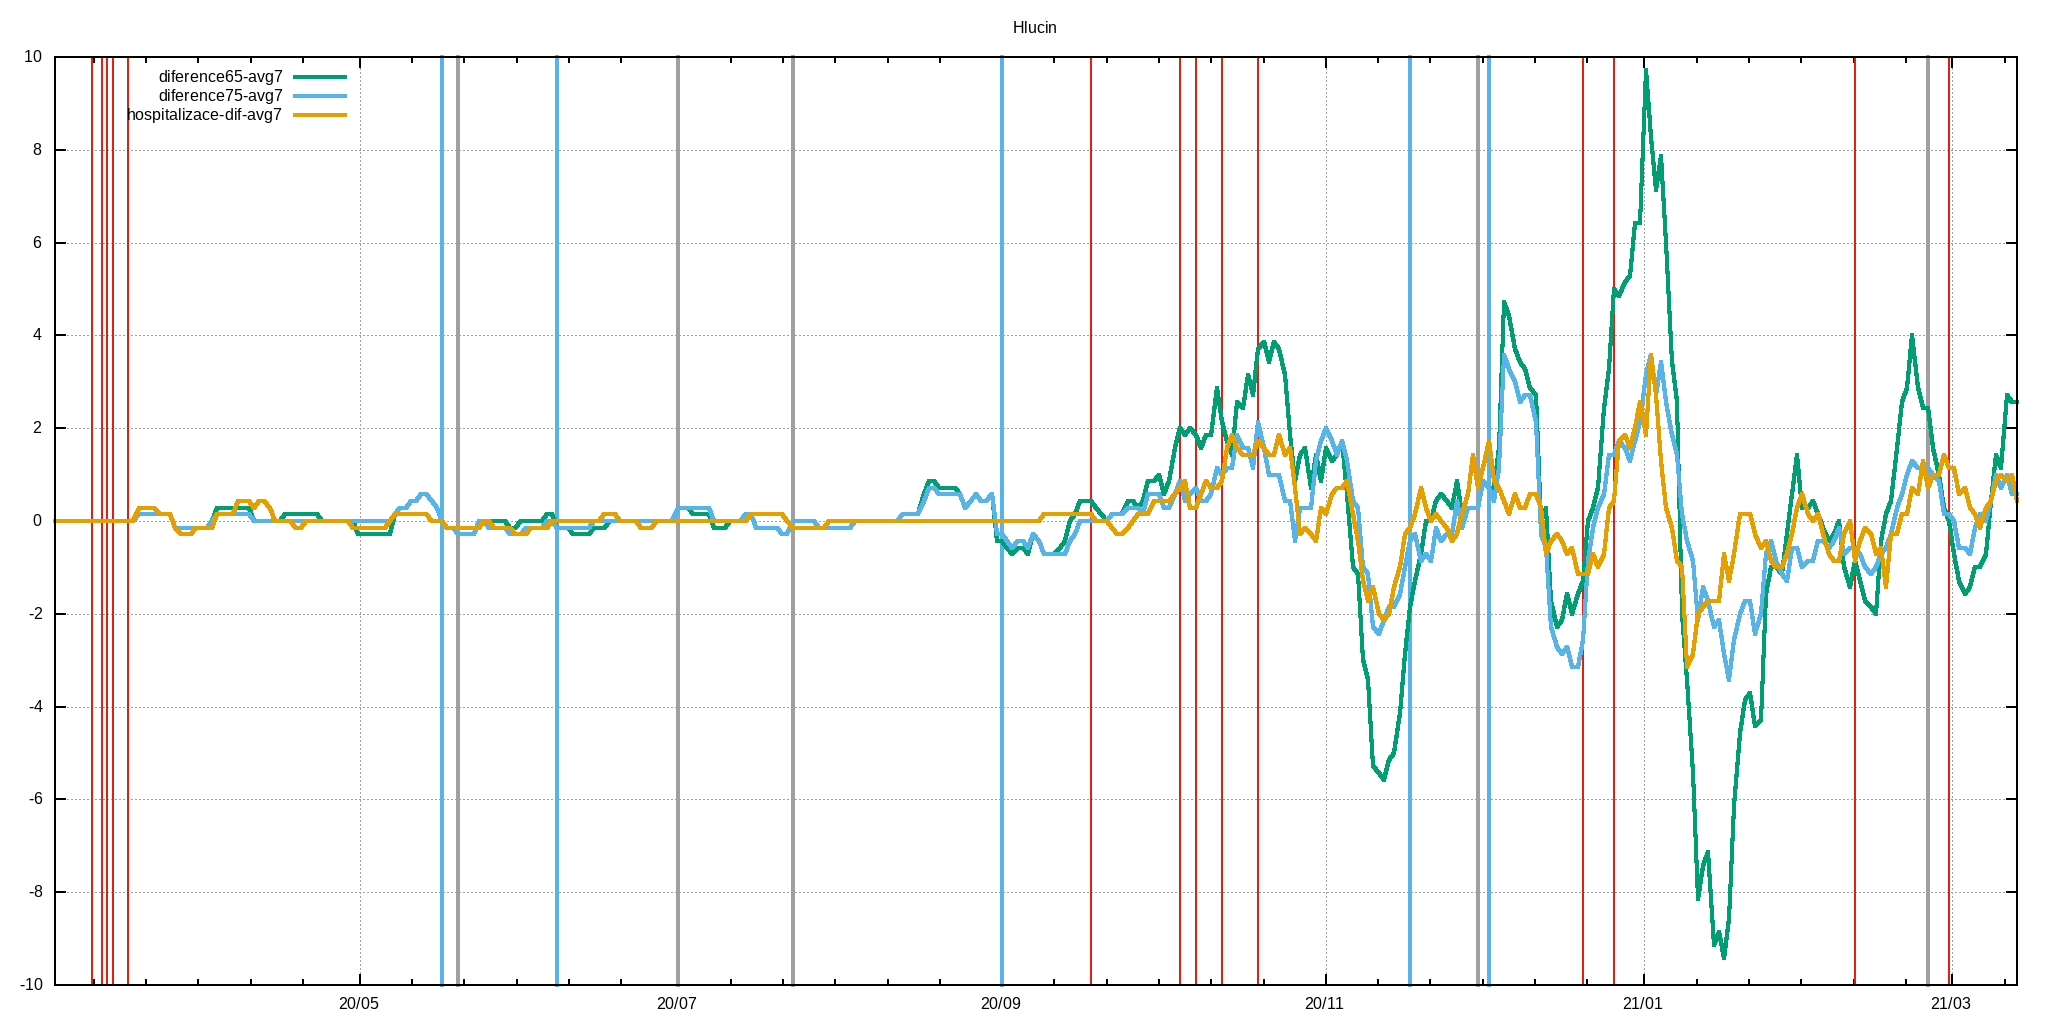 Hlucin
diference65-avg7
diference75-avg7
hospitalizace-dif-avg7
10
8
6
4
2
0
-2
-4
-6
-8
-10
20/05 20/07 20/09 20/11 21/01 21/03